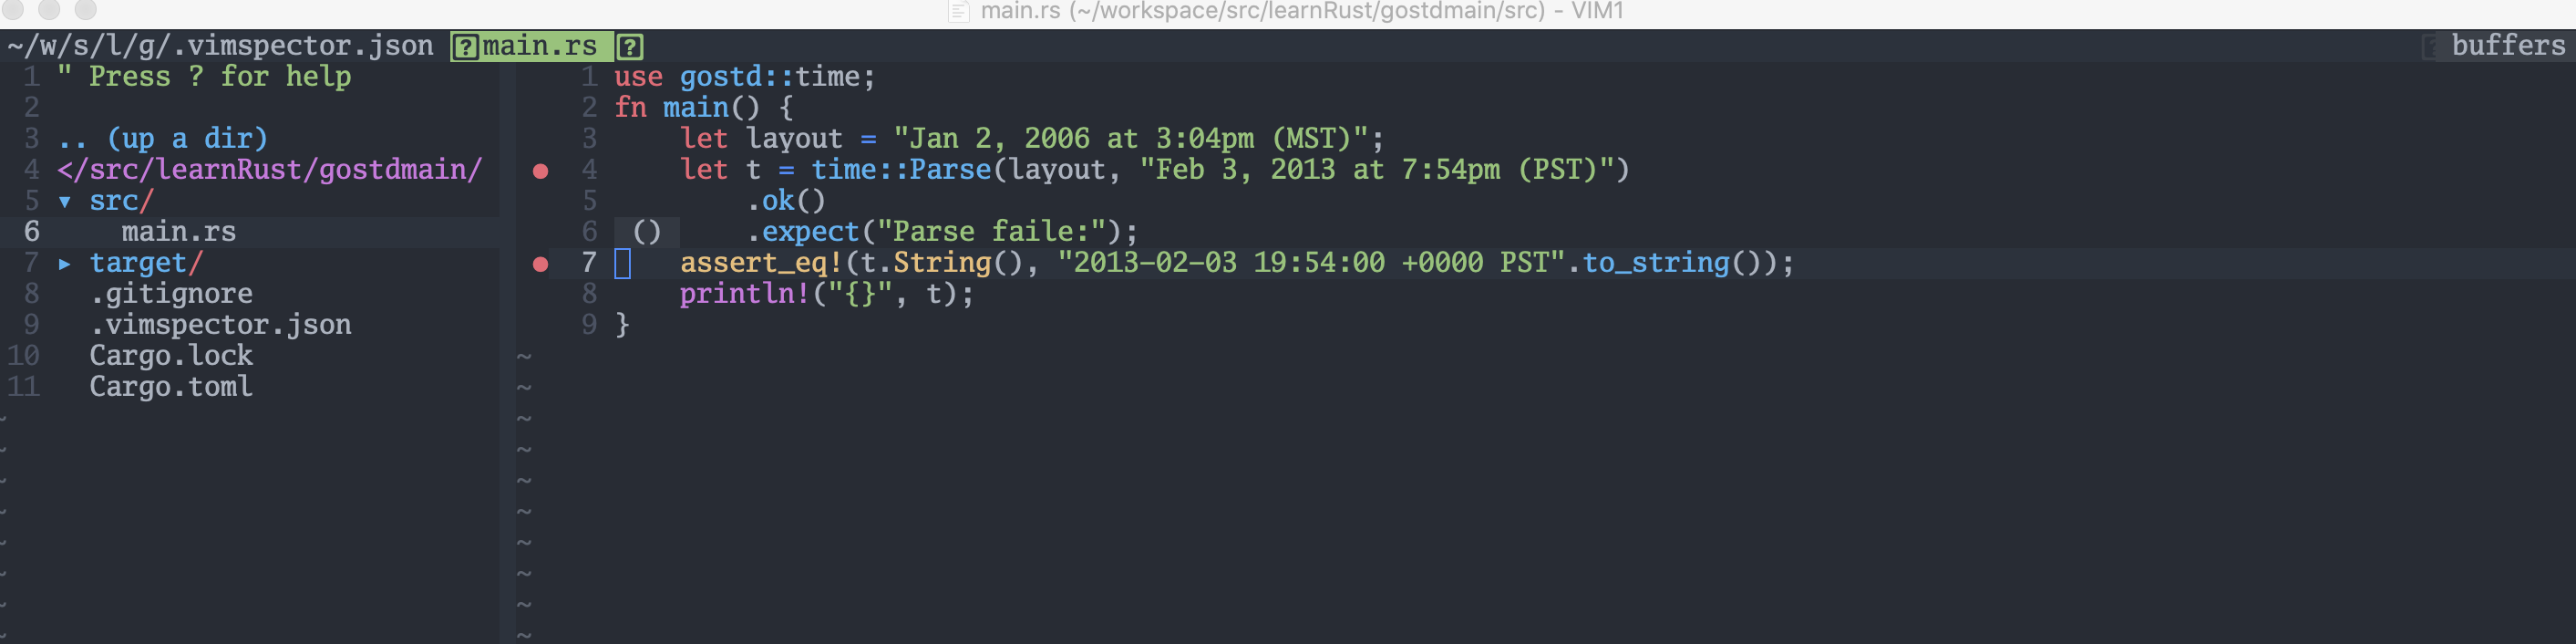 main.rs (~/workspace/src/learnRust/gostdmain/src) - VIM1
~/w/s/l/g/.vimspector.json ?main.rs ? buffers
1 " Press ? for help
2
3 .. (up a dir)
4 </src/learnRust/gostdmain/
5 ▾ src/
6 main.rs
7 ▸ target/
8 .gitignore
9 .vimspector.json
10 Cargo.lock
11 Cargo.toml
~
~
~
~
~
~
~
~
1 use gostd::time;
2 fn main() {
3 let layout = "Jan 2, 2006 at 3:04pm (MST)";
● 4 let t = time::Parse(layout, "Feb 3, 2013 at 7:54pm (PST)")
5 .ok()
6 () .expect("Parse faile:");
● 7 assert_eq!(t.String(), "2013-02-03 19:54:00 +0000 PST".to_string());
8 println!("{}", t);
9 }
~
~
~
~
~
~
~
~
~
~